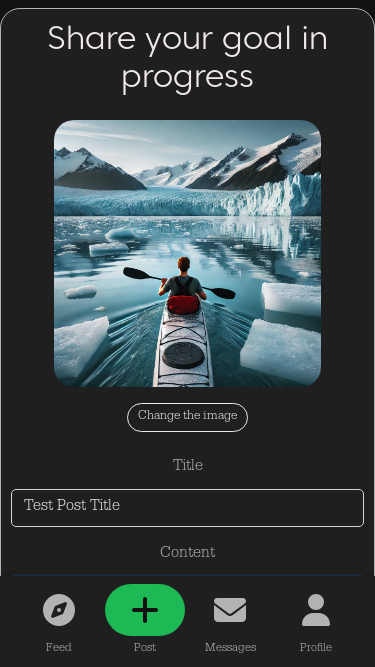 Share your goal in
progress
Change the image
Title
Test Post Title
Content
Feed
Post
Messages
Profile